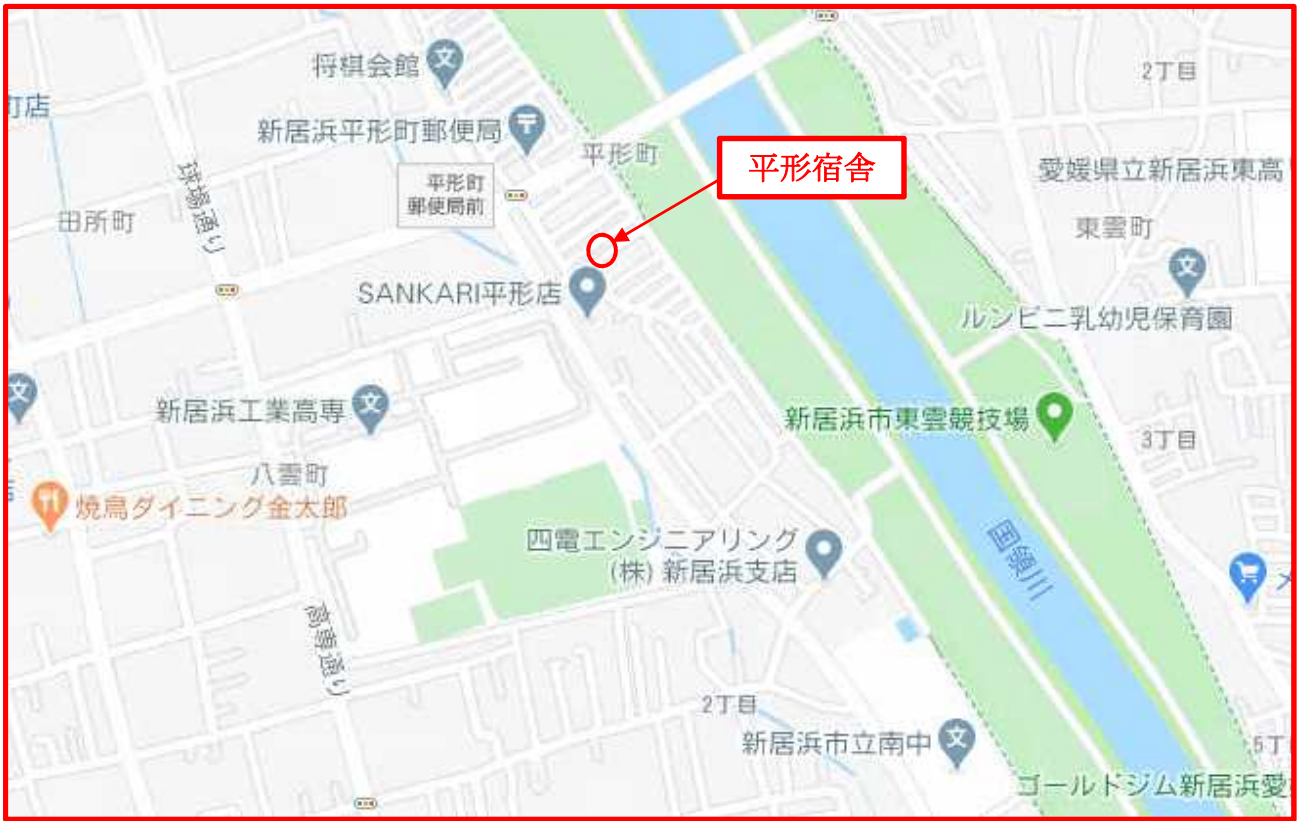 将棋会館
2丁目
町店
新居浜平形町郵便局
平形町
平形宿舎
愛媛県立新居浜東高
平形町
郵便局前
球場通り
田所町
東雲町
SANKARI平形店
ルンビニ乳幼児保育園
新居浜工業高専
新居浜市東雲競技場
3丁目
八雲町
焼鳥ダイニング金太郎
四電エンジニアリング
(株) 新居浜支店
国領川
メ
高専通り
2丁目
新居浜市立南中
5丁
ゴールドジム新居浜愛